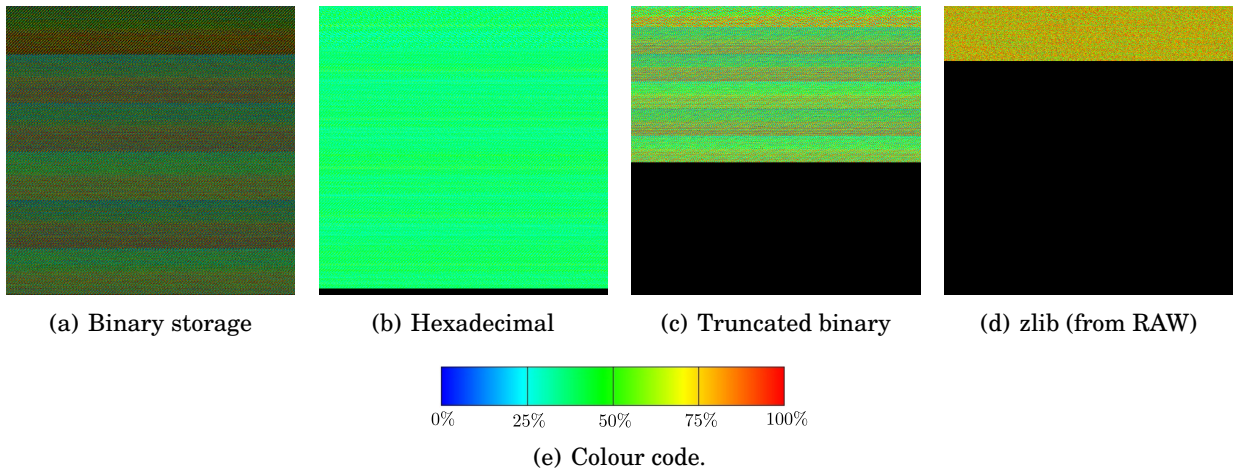 (a) Binary storage
(b) Hexadecimal
(c) Truncated binary
(d) zlib (from RAW)
0% 25% 50% 75% 100%
(e) Colour code.